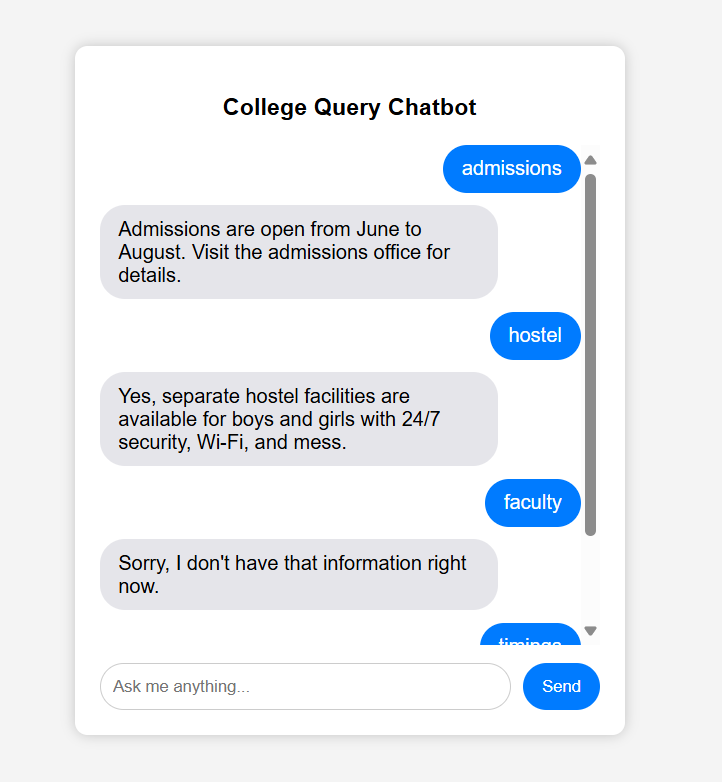 College Query Chatbot
admissions
Admissions are open from June to
August. Visit the admissions office for
details.
hostel
Yes, separate hostel facilities are
available for boys and girls with 24/7
security, Wi-Fi, and mess.
faculty
Sorry, I don't have that information right
now.
timings
Ask me anything...
Send